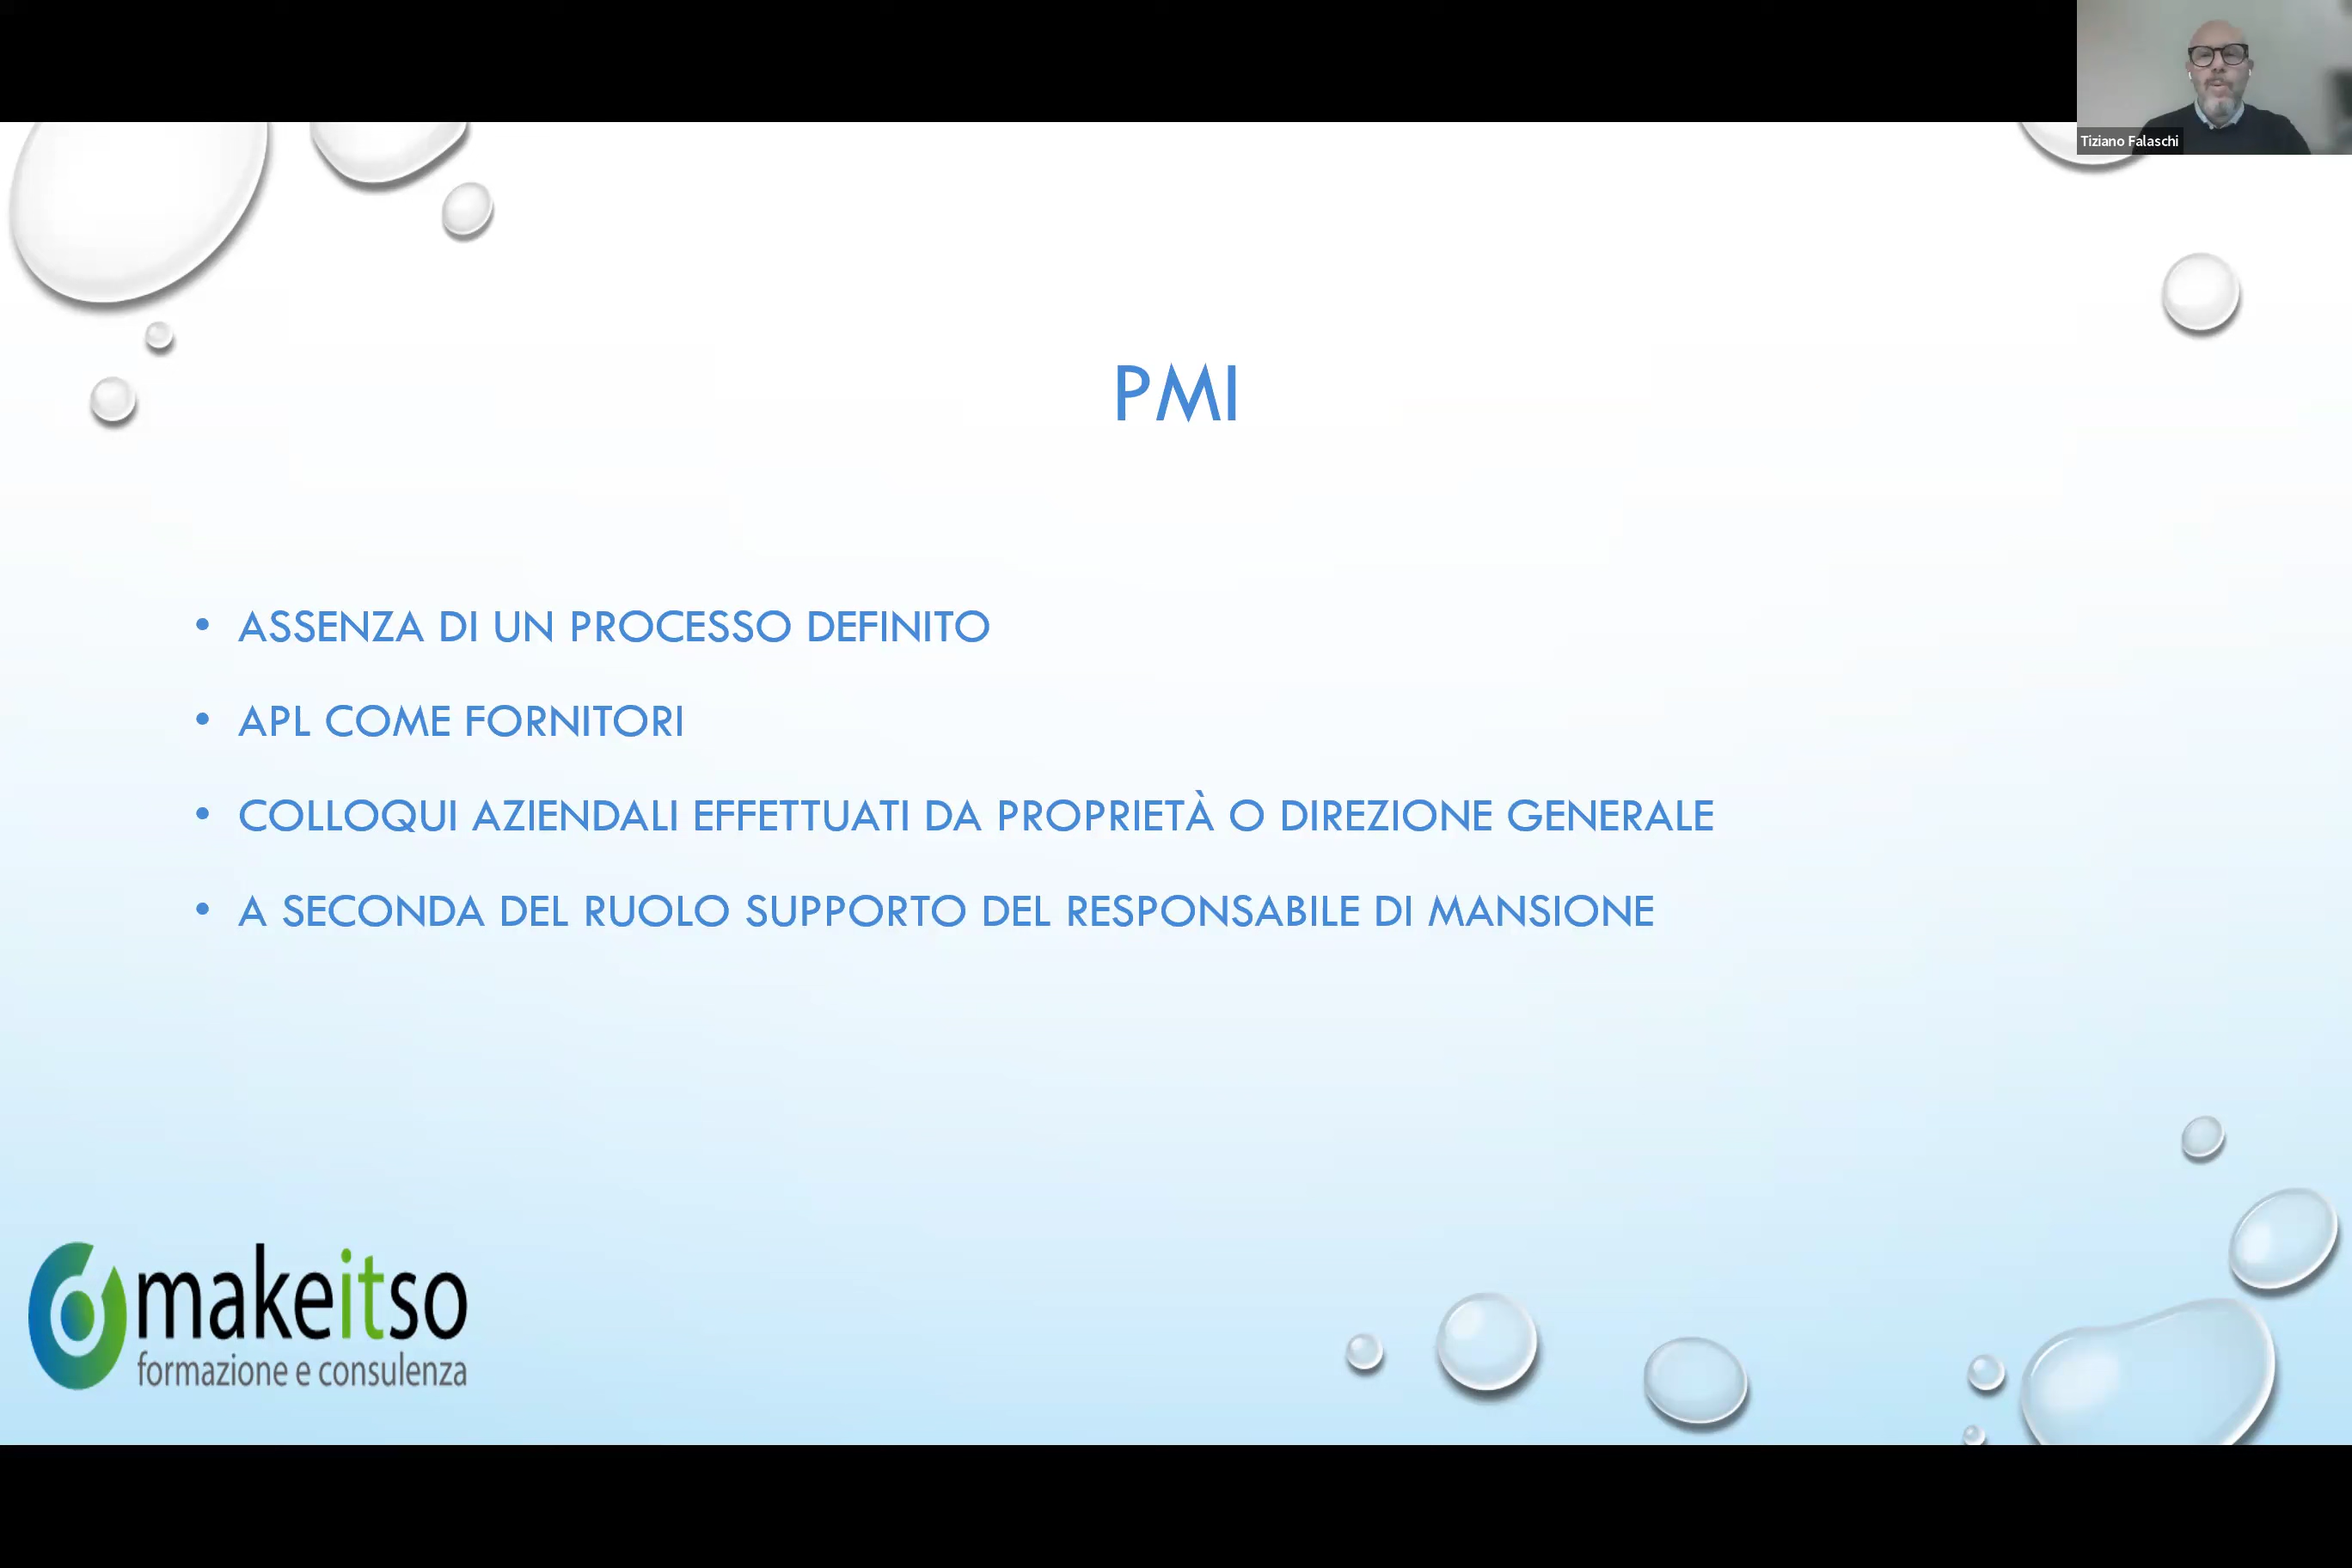 Tiziano Falaschi
PMI
• ASSENZA DI UN PROCESSO DEFINITO
• APL COME FORNITORI
• COLLOQUI AZIENDALI EFFETTUATI DA PROPRIETÀ O DIREZIONE GENERALE
• A SECONDA DEL RUOLO SUPPORTO DEL RESPONSABILE DI MANSIONE
makeitso
formazione e consulenza